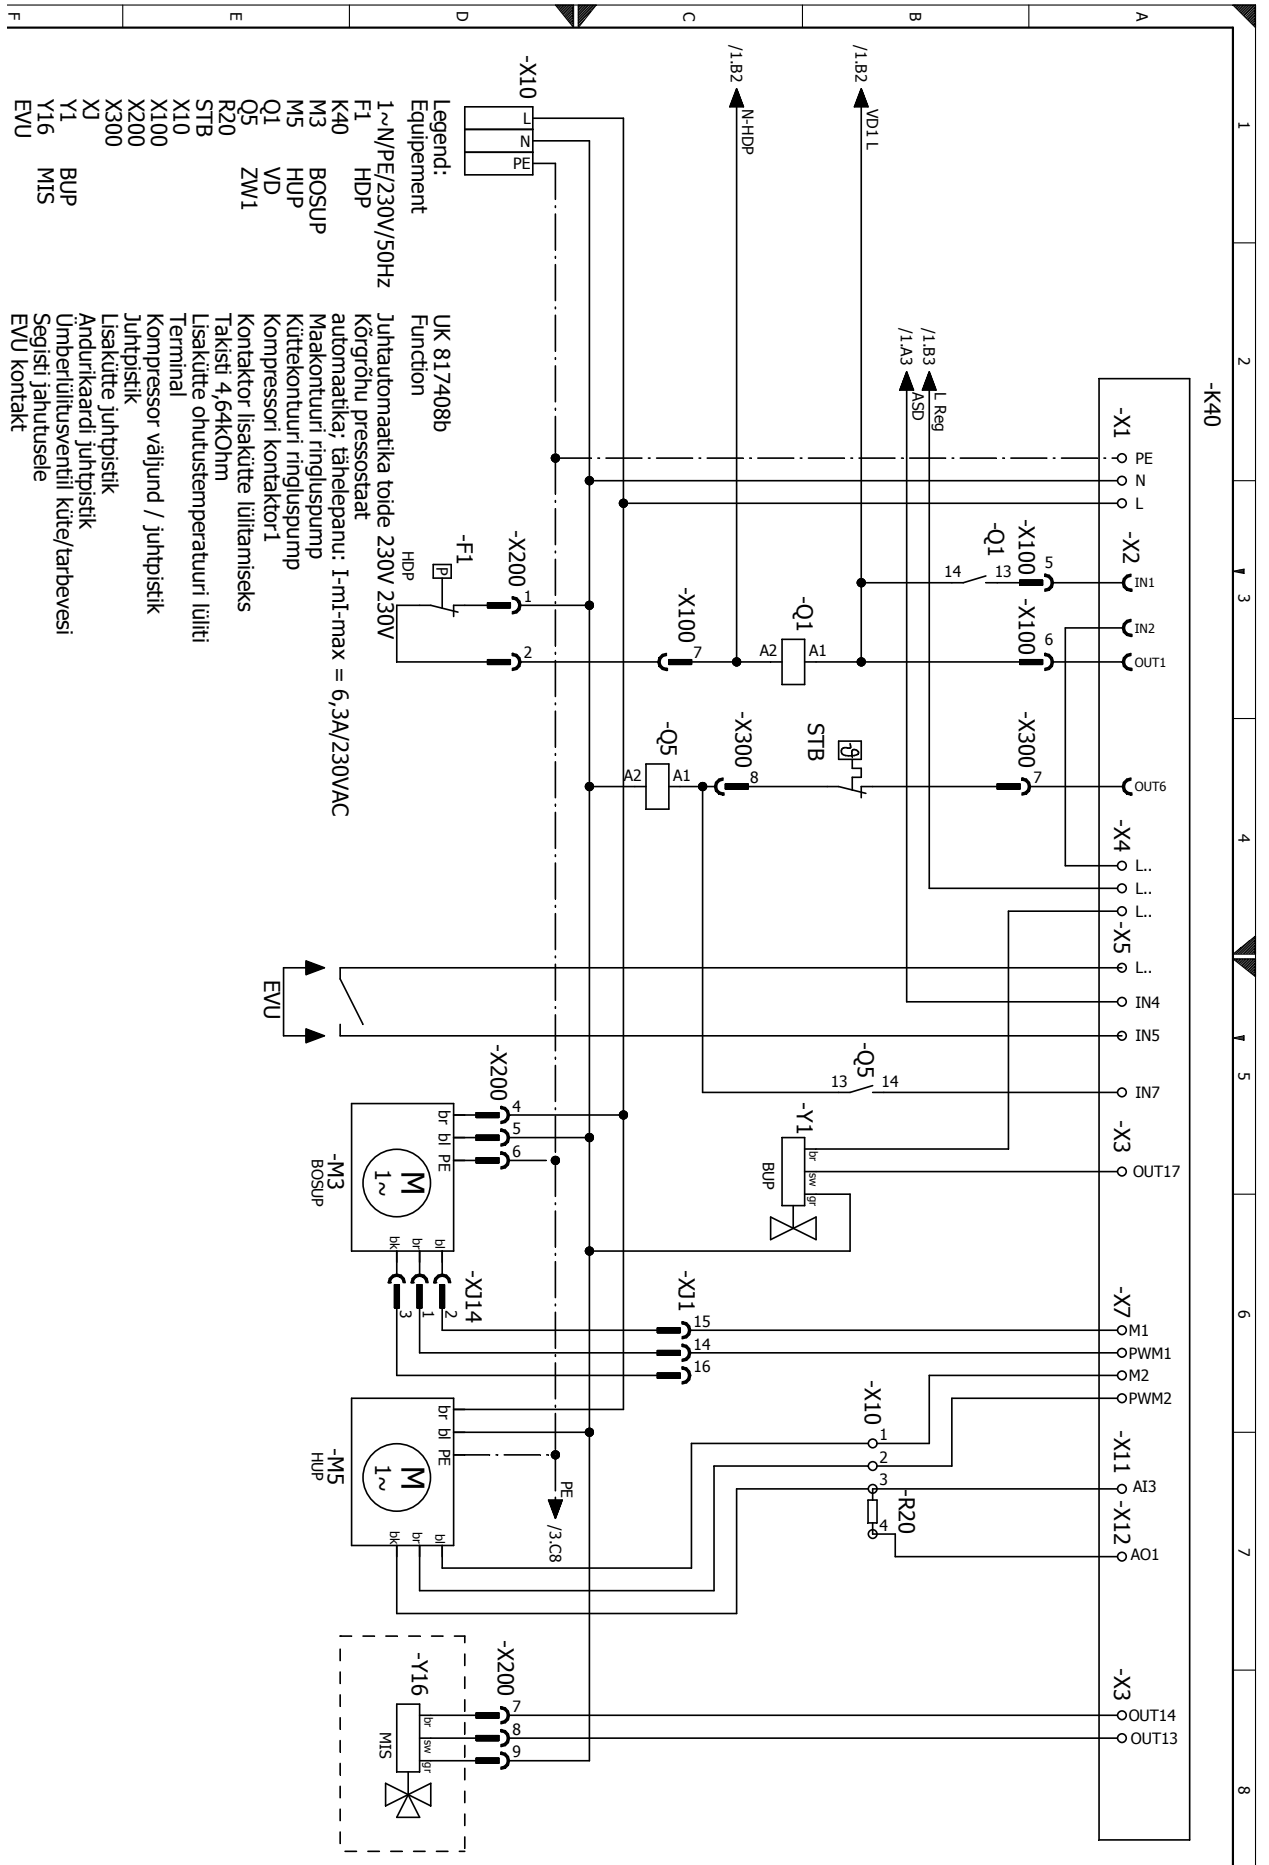 A
B
C
D
E
F
1
2
3
4
5
6
7
8
-K40
-X1
PE
N
L
-X2
IN1
IN2
OUT1
OUT6
-X4
L..
L..
L..
-X5
L..
IN4
IN5
IN7
-X3
OUT17
-X7
M1
PWM1
M2
PWM2
-X11
AI3
-X12
AO1
-X3
OUT14
OUT13
/1.B2
VD1 L
/1.B2
N-HDP
/1.B3
L Reg
/1.A3
ASD
-X100
5
-Q1
13
14
-X100
6
-Q1
A1
A2
-X100
7
-X200
1
2
-F1
P
HDP
-X300
7
STB
-X300
8
-Q5
A1
A2
-Q5
13
14
EVU
-Y1
br
sw
gr
BUP
-X200
4
5
6
br
bl
PE
M
1~
-M3
BOSUP
bk
br
bl
-XJ14
3
1
2
-XJ1
15
14
16
br
bl
PE
M
1~
-M5
HUP
bk
br
bl
PE
/3.C8
-X10
1
2
3
4
-R20
-X200
7
8
9
-Y16
br
sw
gr
MIS
-X10
L
N
PE
Legend: UK 817408b
Equipement Function
1~N/PE/230V/50Hz Juhtautomaatika toide 230V 230V
F1 HDP Kõrgrõhu pressostaat
K40 automaatika; tähelepanu: I-mI-max = 6,3A/230VAC
M3 BOSUP Maakontuuri ringluspump
M5 HUP Küttekontuuri ringluspump
Q1 VD Kompressori kontaktor1
Q5 ZW1 Kontaktor lisakütte lülitamiseks
R20 Takisti 4,64kOhm
STB Lisakütte ohutustemperatuuri lüliti
X10 Terminal
X100 Kompressor väljund / juhtpistik
X200 Juhtpistik
X300 Lisakütte juhtpistik
XJ Andurikaardi juhtpistik
Y1 BUP Ümberlülitusventiil küte/tarbevesi
Y16 MIS Segisti jahutusele
EVU EVU kontakt